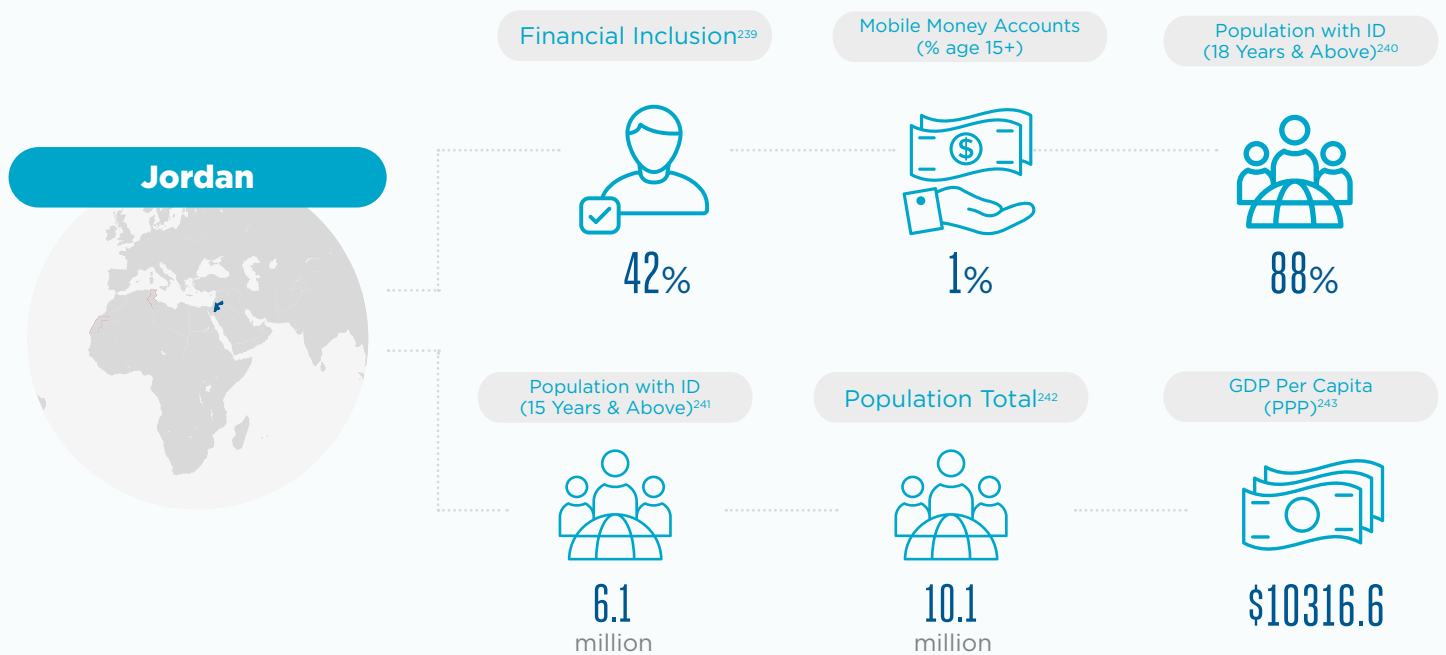 Jordan
Financial Inclusion239
42%
Mobile Money Accounts
(% age 15+)
$
1%
Population with ID
(18 Years & Above)240
88%
Population with ID
(15 Years & Above)241
6.1
million
Population Total242
10.1
million
GDP Per Capita
(PPP)243
$10316.6